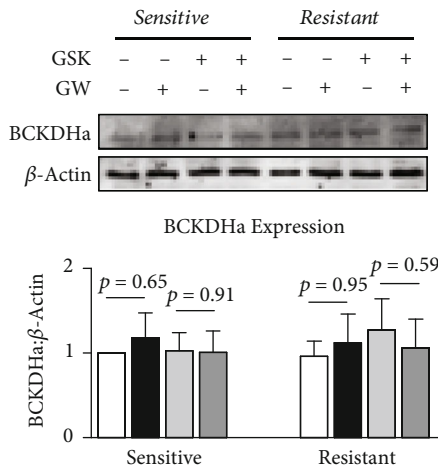 Sensitive Resistant
GSK – – + + – – + +
GW – + – + – + – +
BCKDHa
β-Actin
BCKDHa Expression
BCKDHa:β-Actin
2
1
0
p = 0.65
p = 0.91
p = 0.95
p = 0.59
Sensitive Resistant